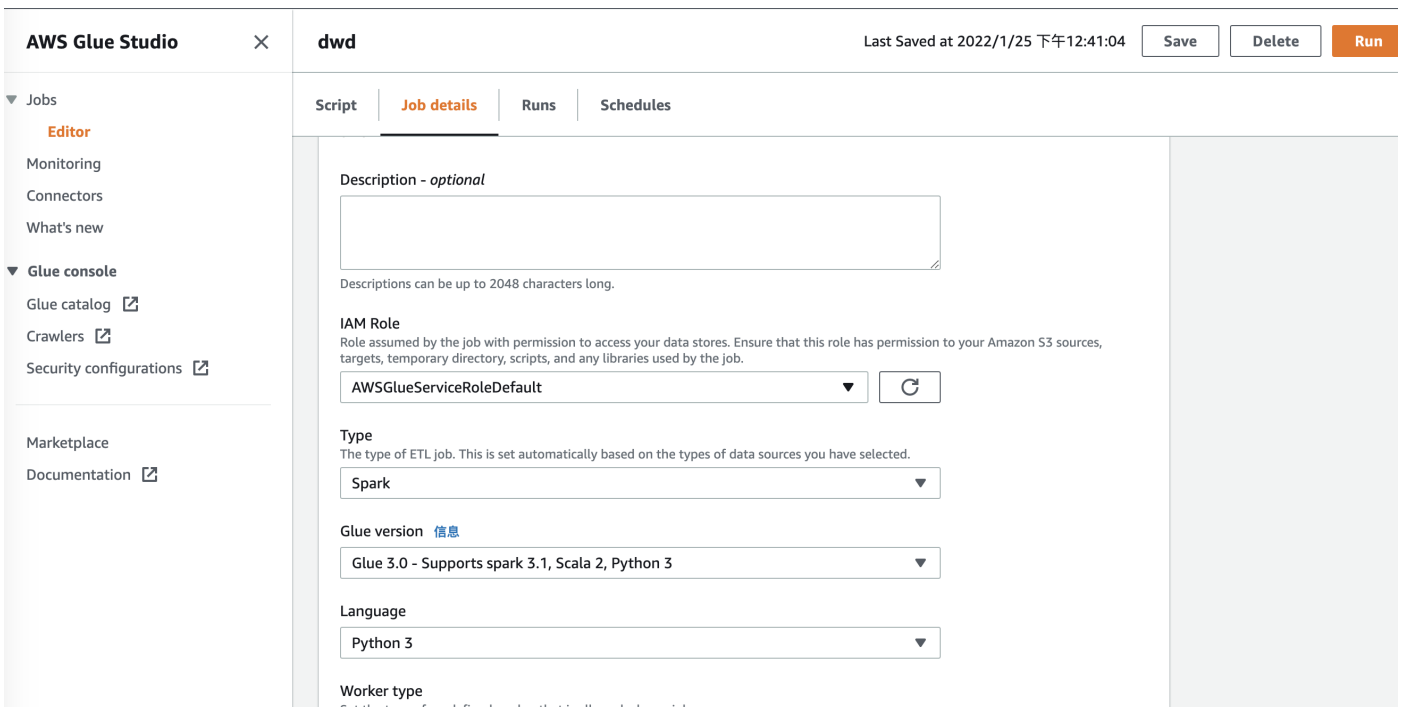 AWS Glue Studio
dwd
Last Saved at 2022/1/25 下午12:41:04
Save
Delete
Run
Jobs
Editor
Monitoring
Connectors
What's new
Glue console
Glue catalog
Crawlers
Security configurations
Marketplace
Documentation
Script
Job details
Runs
Schedules
Description - optional
Descriptions can be up to 2048 characters long.
IAM Role
Role assumed by the job with permission to access your data stores. Ensure that this role has permission to your Amazon S3 sources,
targets, temporary directory, scripts, and any libraries used by the job.
AWSGlueServiceRoleDefault
Type
The type of ETL job. This is set automatically based on the types of data sources you have selected.
Spark
Glue version 信息
Glue 3.0 - Supports spark 3.1, Scala 2, Python 3
Language
Python 3
Worker type